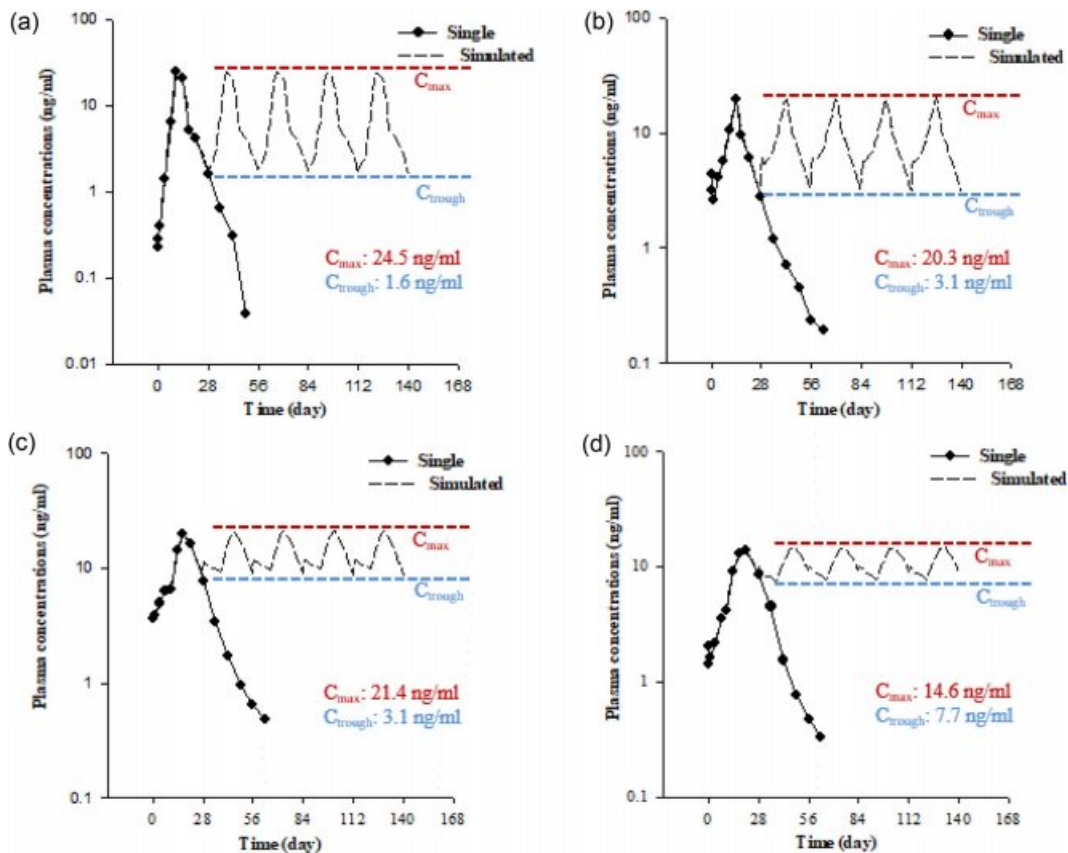 (a)
100
10
1
0.1
0.01
Plasma concentrations (ng/ml)
Single
Simulated
Cmax
Ctrough
Cmax: 24.5 ng/ml
Ctrough: 1.6 ng/ml
0 28 56 84 112 140 168
Time (day)
(b)
100
10
1
0.1
Plasma concentrations (ng/ml)
Single
Simulated
Cmax
Ctrough
Cmax: 20.3 ng/ml
Ctrough: 3.1 ng/ml
0 28 56 84 112 140 168
Time (day)
(c)
100
10
1
0.1
Plasma concentrations (ng/ml)
Single
Simulated
Cmax
Ctrough
Cmax: 21.4 ng/ml
Ctrough: 3.1 ng/ml
0 28 56 84 112 140 168
Time (day)
(d)
100
10
1
0.1
Plasma concentrations (ng/ml)
Single
Simulated
Cmax
Ctrough
Cmax: 14.6 ng/ml
Ctrough: 7.7 ng/ml
0 28 56 84 112 140 168
Time (day)